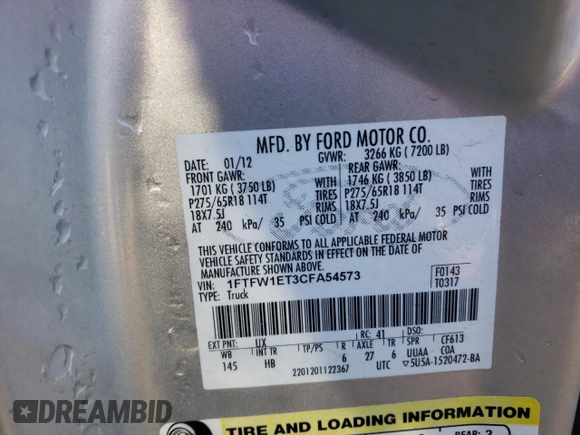 MFD. BY FORD MOTOR CO.
DATE: 01/12 GVWR: 3266 KG ( 7200 LB)
FRONT GAWR: REAR GAWR:
1701 KG ( 3750 LB) WITH 1746 KG ( 3850 LB) WITH
P275/65R18 114T TIRES P275/65R18 114T TIRES
18X7.5J RIMS 18X7.5J RIMS
AT 240 kPa/ 35 PSI COLD AT 240 kPa/ 35 PSI COLD
THIS VEHICLE CONFORMS TO ALL APPLICABLE FEDERAL MOTOR
VEHICLE SAFETY STANDARDS IN EFFECT ON THE DATE OF
MANUFACTURE SHOWN ABOVE.
VIN: 1FTFW1ET3CFA54573 F0143
TYPE: Truck T0317
EXT PNT: UX RC: 41 DSO:
WB INT TR TP/PS R AXLE TR SPR CF613
145 HB 6 27 6 UUAA COA
2201201122367 UTC 5U5A-1520472-BA
TIRE AND LOADING INFORMATION
REAR: 3
DREAMBID